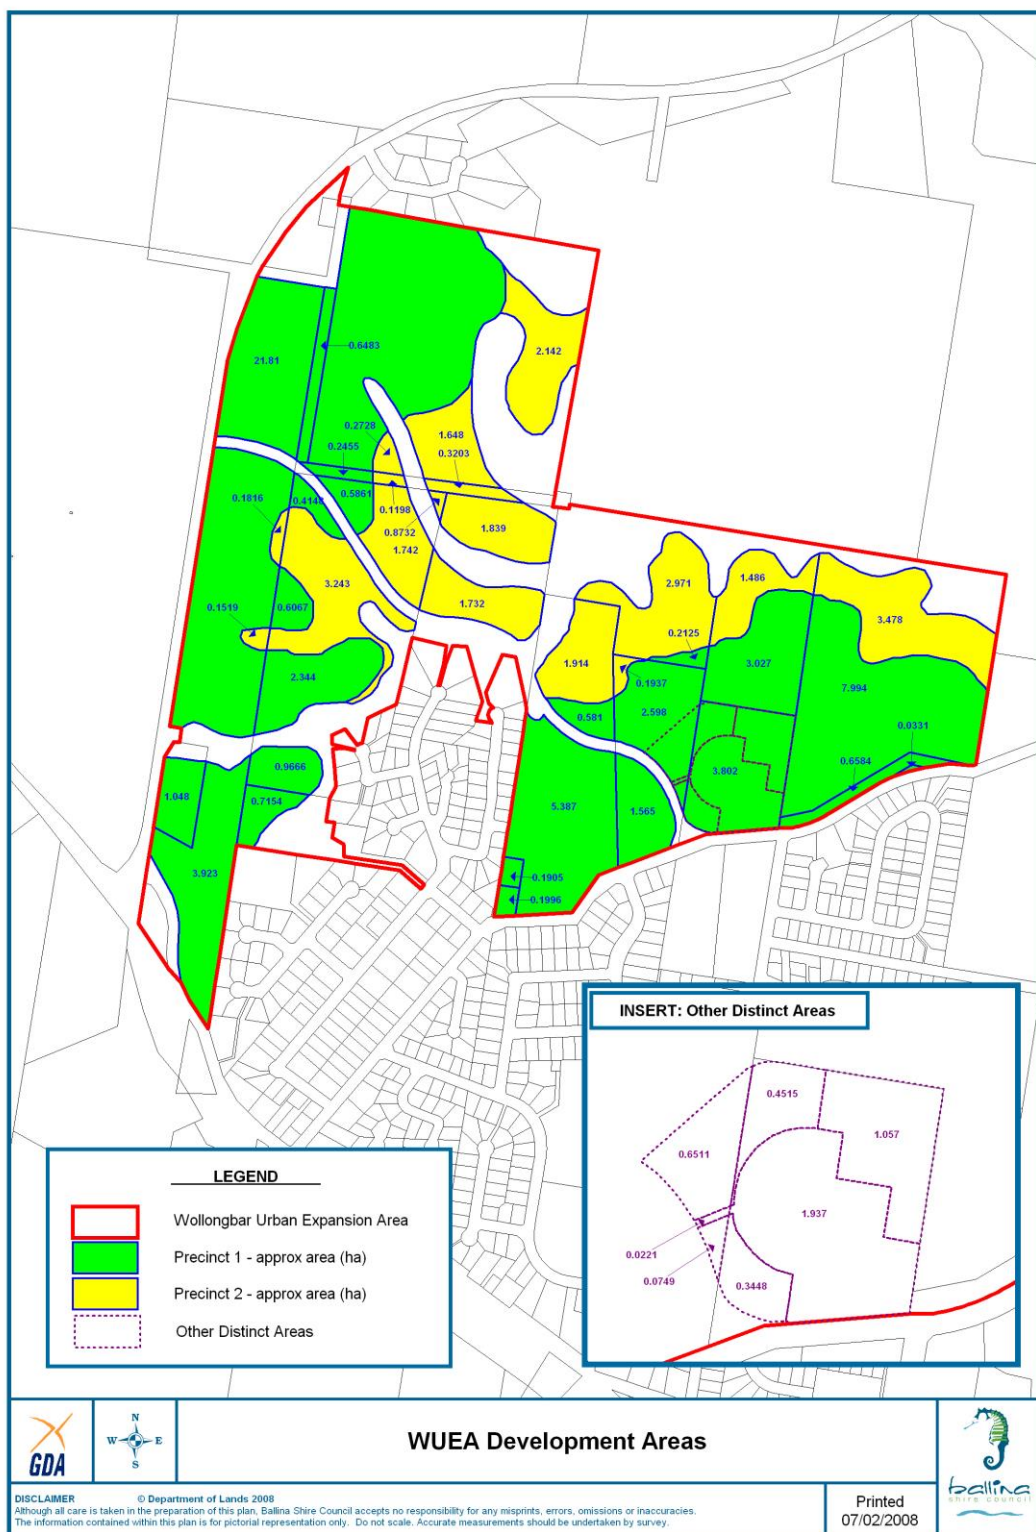 21.81
0.6483
2.142
0.2728
1.648
0.2455
0.3203
0.1816
0.4148
0.5861
0.1198
0.8732
1.839
1.742
3.243
2.971
1.486
0.1519
0.6067
1.732
3.478
0.2125
1.914
3.027
2.344
0.1937
7.994
0.581
2.598
0.0331
0.9666
0.6584
3.802
1.048
0.7154
5.387
1.565
3.923
0.1905
0.1996
INSERT: Other Distinct Areas
0.4515
1.057
0.6511
1.937
0.0221
0.0749
0.3448
LEGEND
Wollongbar Urban Expansion Area
Precinct 1 - approx area (ha)
Precinct 2 - approx area (ha)
Other Distinct Areas
GDA
N
W E
S
WUEA Development Areas
ballina
shire council
DISCLAIMER © Department of Lands 2008
Although all care is taken in the preparation of this plan, Ballina Shire Council accepts no responsibility for any misprints, errors, omissions or inaccuracies.
The information contained within this plan is for pictorial representation only. Do not scale. Accurate measurements should be undertaken by survey.
Printed
07/02/2008